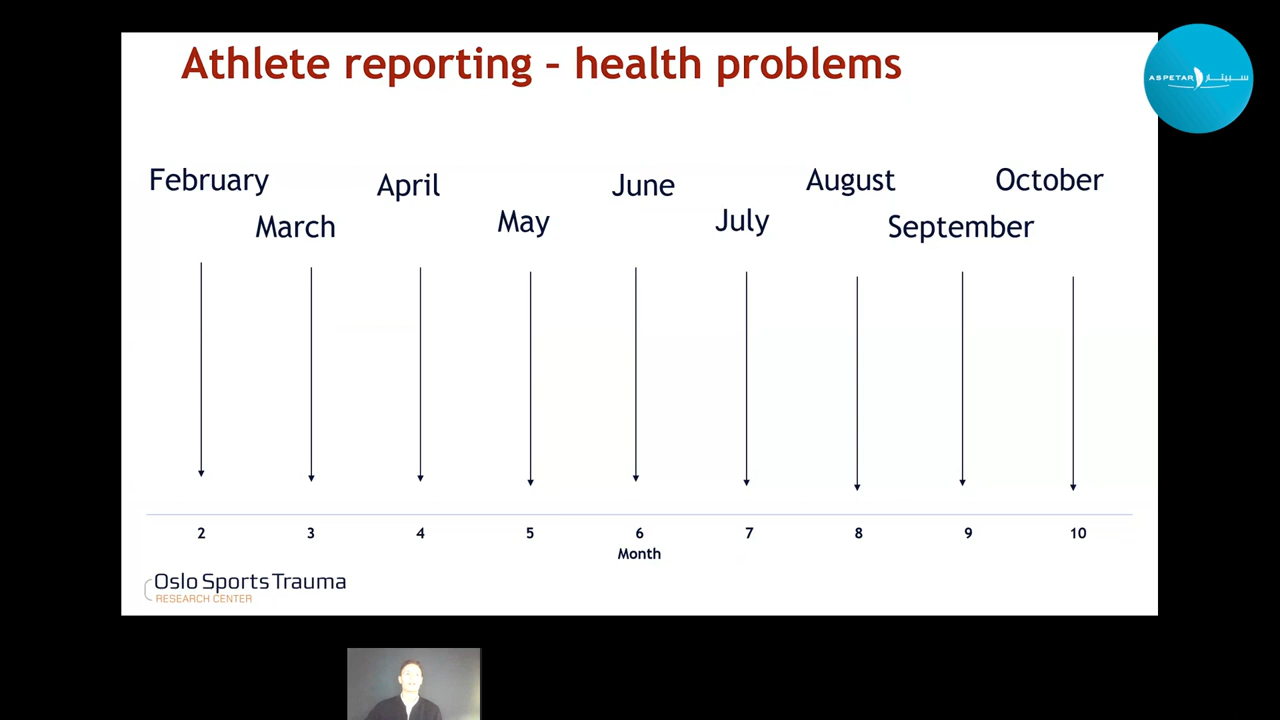 Athlete reporting – health problems
ASPETAR سبيتار
February
April
June
August
October
March
May
July
September
2 3 4 5 6 7 8 9 10
Month
Oslo Sports Trauma
RESEARCH CENTER